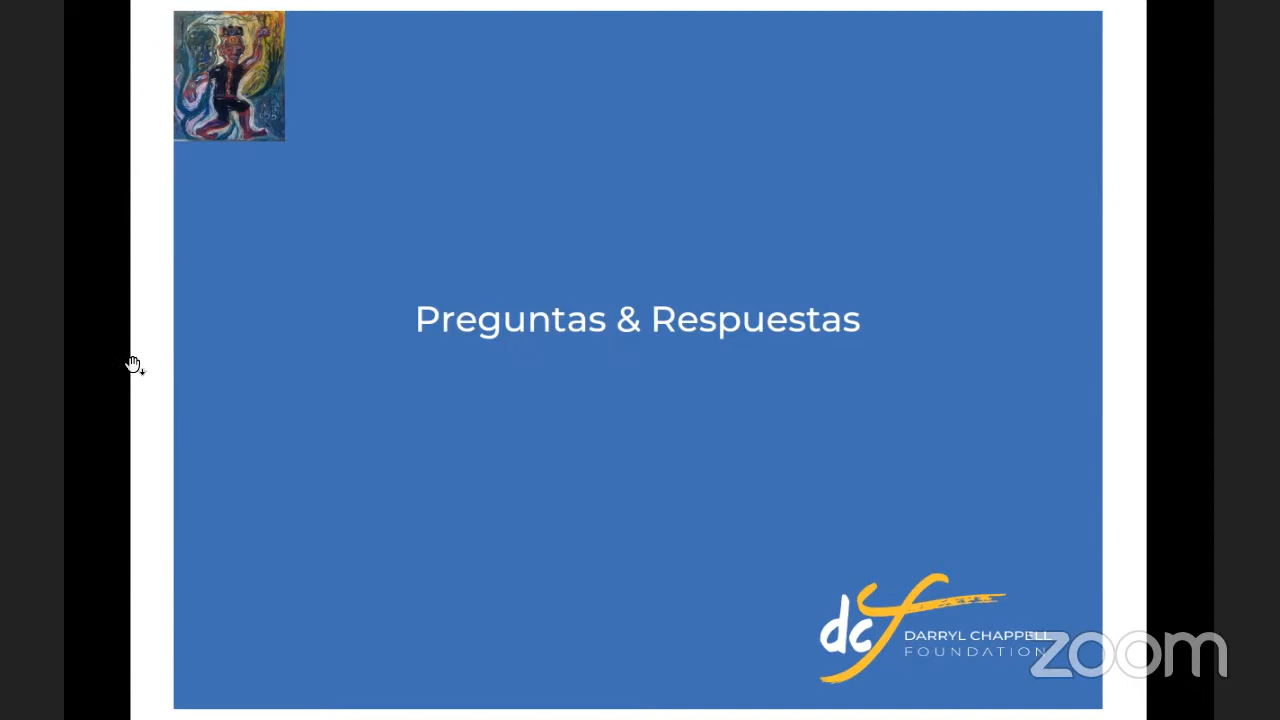 Preguntas & Respuestas
dcf
DARRYL CHAPPELL
FOUNDATION
zoom